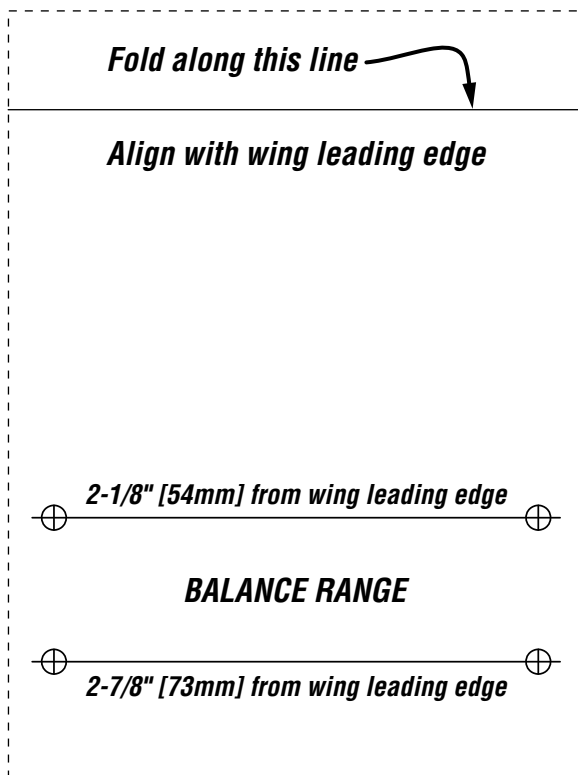 Fold along this line
Align with wing leading edge
2-1/8" [54mm] from wing leading edge
BALANCE RANGE
2-7/8" [73mm] from wing leading edge